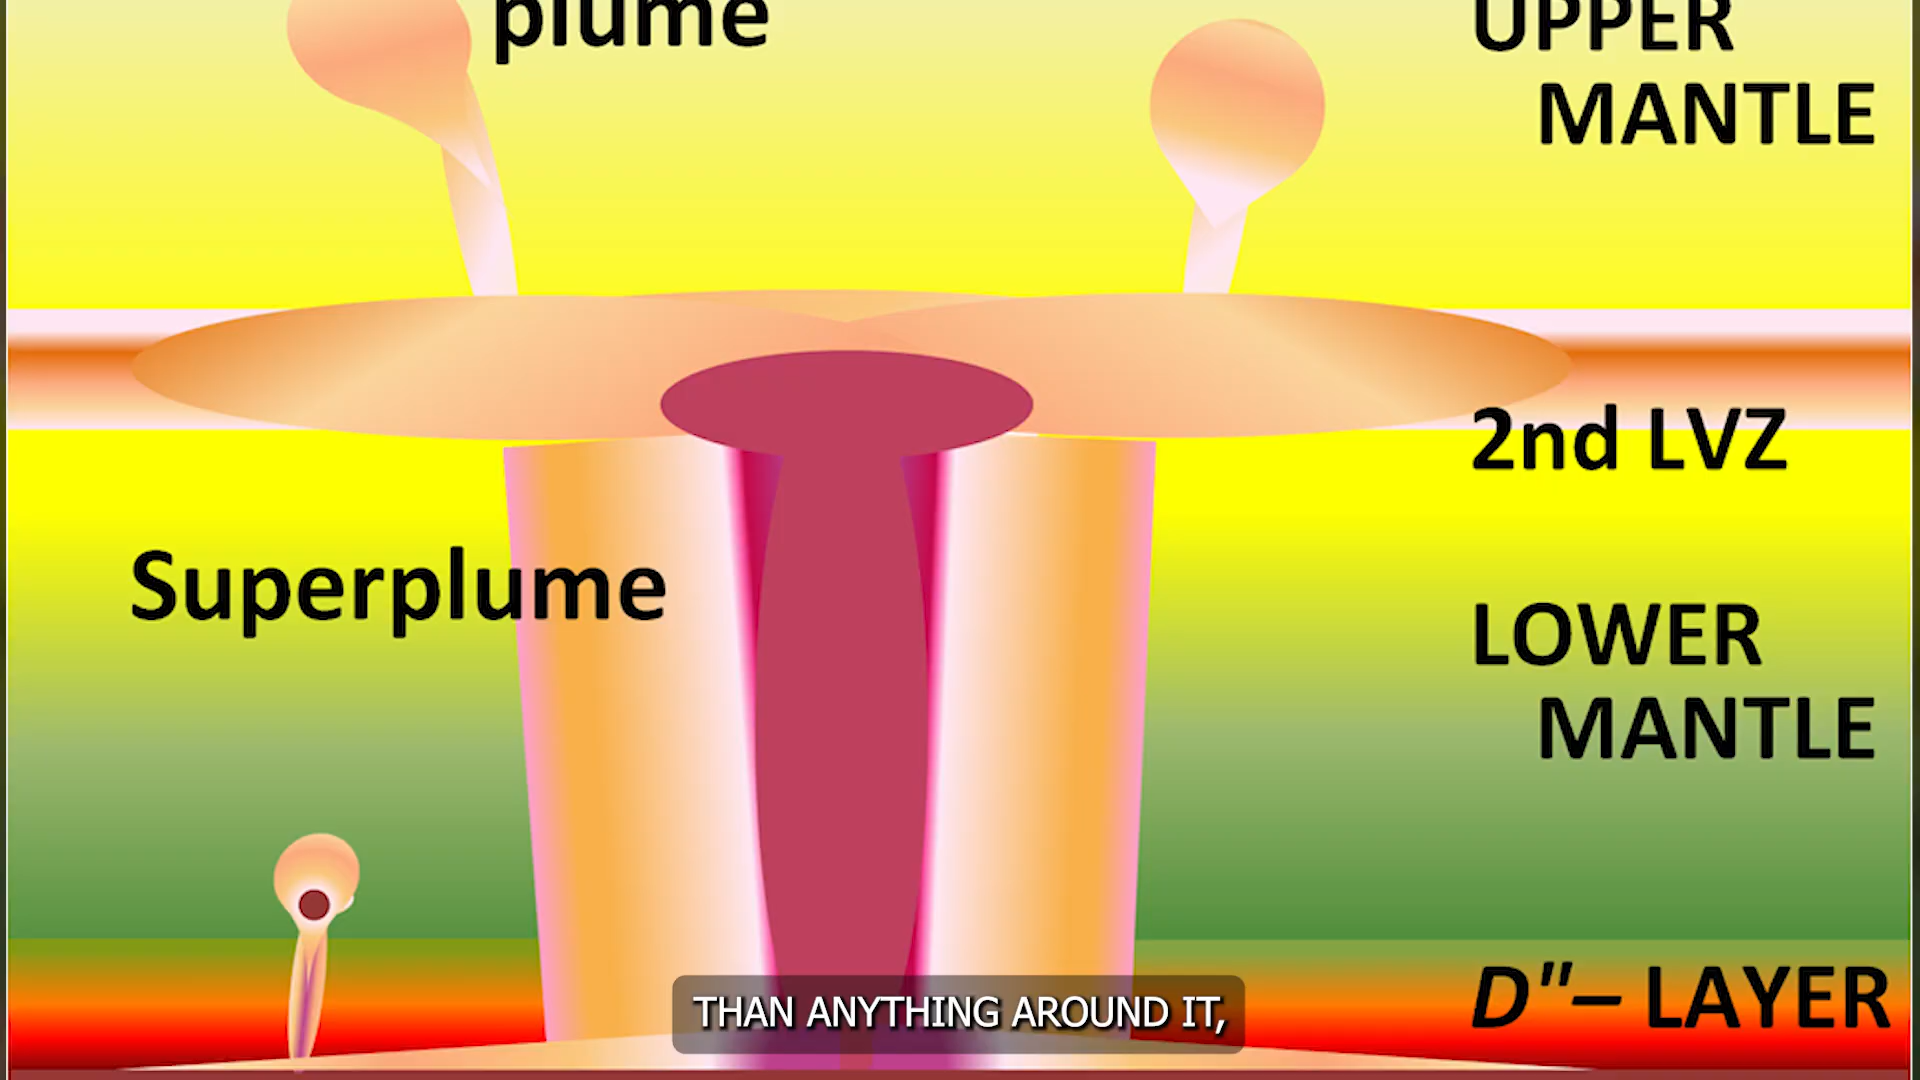 plume
UPPER
MANTLE
2nd LVZ
Superplume
LOWER
MANTLE
D"– LAYER
THAN ANYTHING AROUND IT,